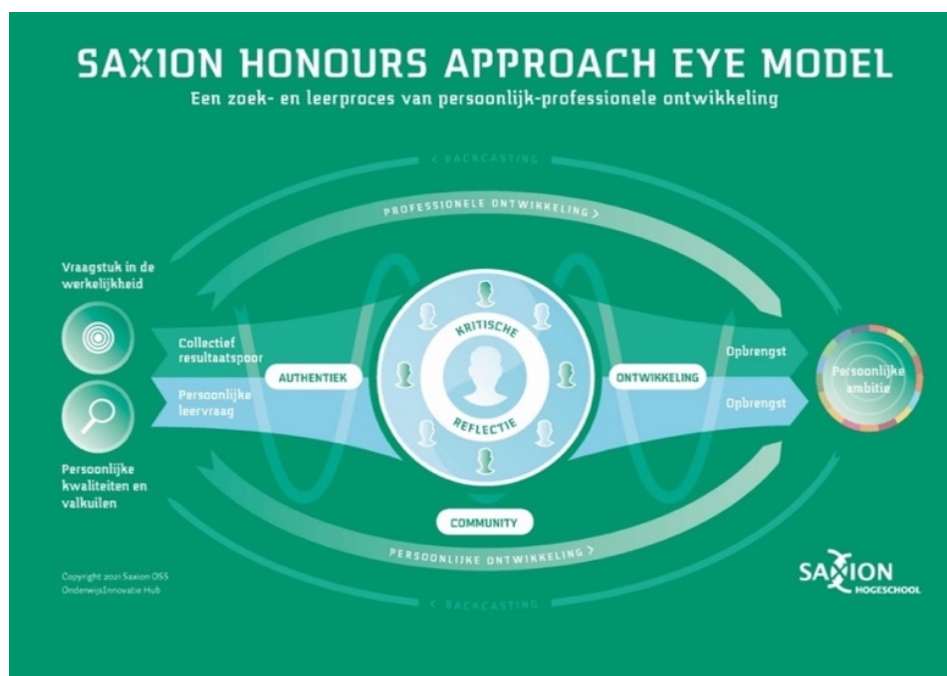 SAXION HONOURS APPROACH EYE MODEL
Een zoek- en leerproces van persoonlijk-professionele ontwikkeling
< BACKCASTING
PROFESSIONELE ONTWIKKELING >
Vraagstuk in de
werkelijkheid
Collectief
resultaatspoor
AUTHENTIEK
Persoonlijke
leervraag
Persoonlijke
kwaliteiten en
valkuilen
KRITISCHE
REFLECTIE
COMMUNITY
Opbrengst
ONTWIKKELING
Opbrengst
Persoonlijke
ambitie
PERSOONLIJKE ONTWIKKELING >
< BACKCASTING
Copyright 2021 Saxion OSS
OnderwijsInnovatie Hub
SAXION
HOGESCHOOL